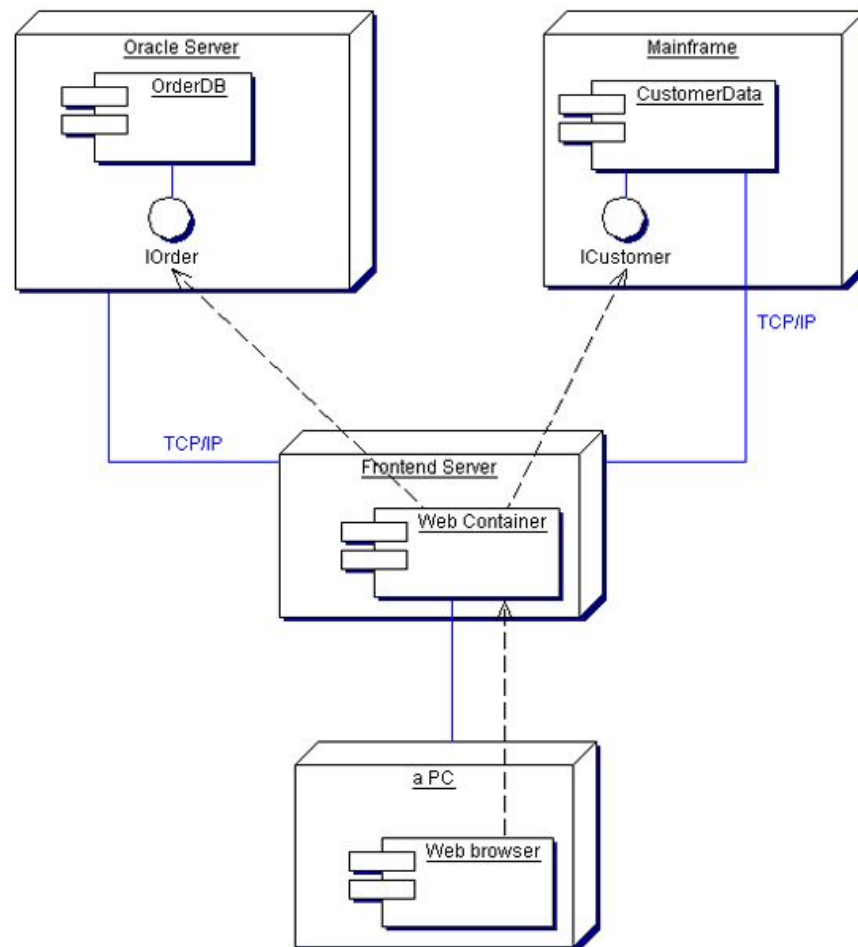 Oracle Server
OrderDB
IOrder
Mainframe
CustomerData
ICustomer
TCP/IP
TCP/IP
Frontend Server
Web Container
a PC
Web browser